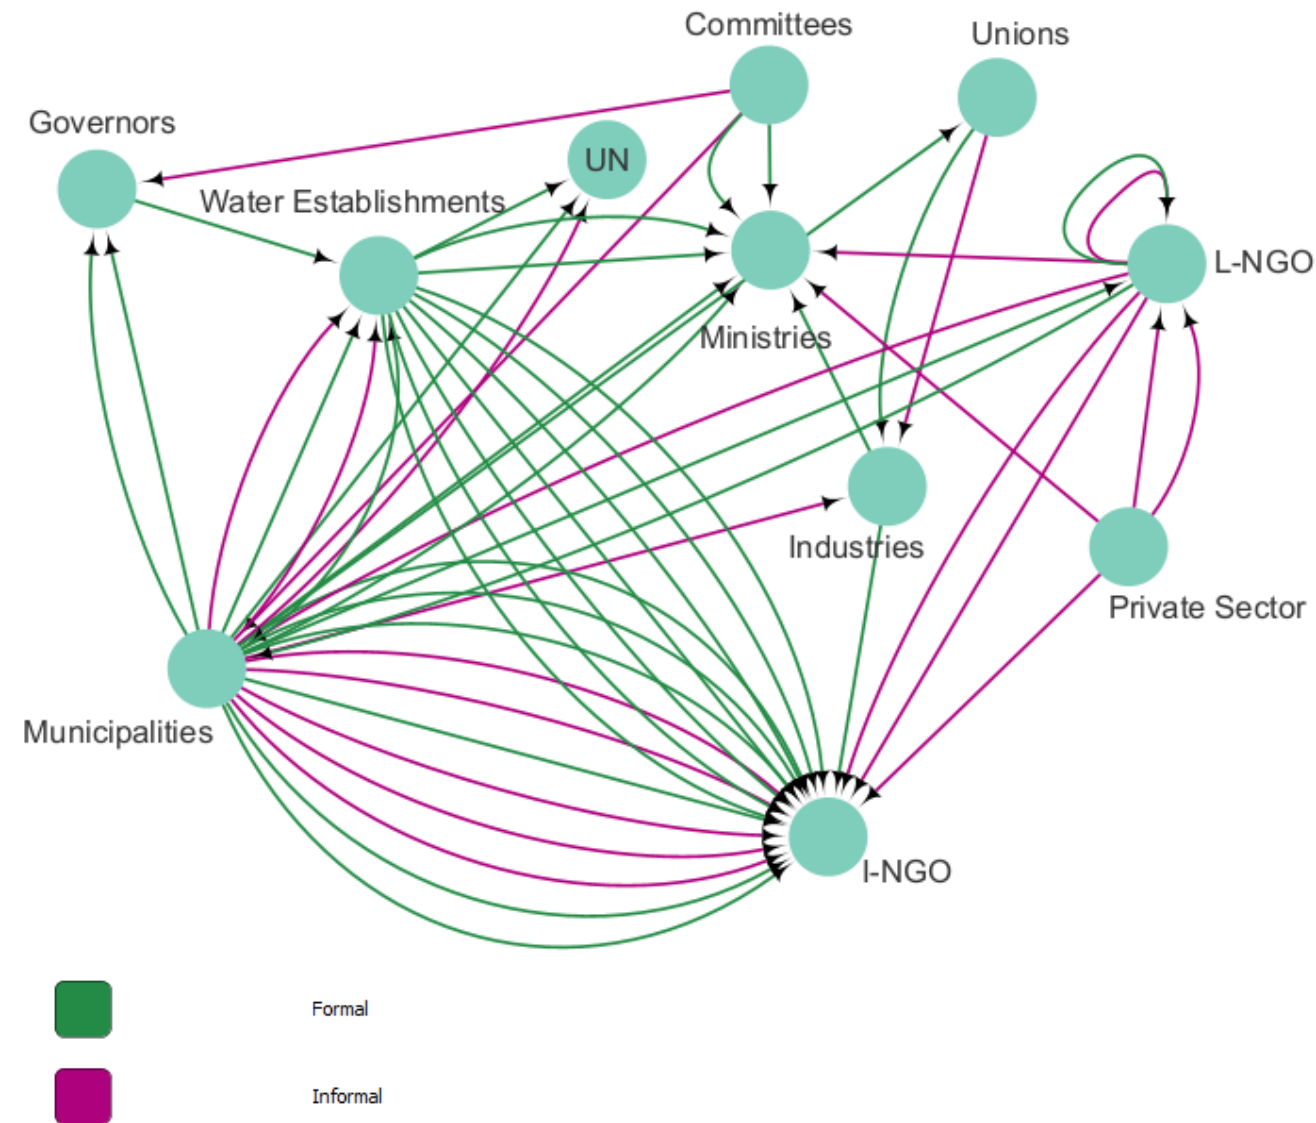 Committees
Unions
Governors
UN
Water Establishments
L-NGO
Ministries
Industries
Private Sector
Municipalities
I-NGO
Formal
Informal